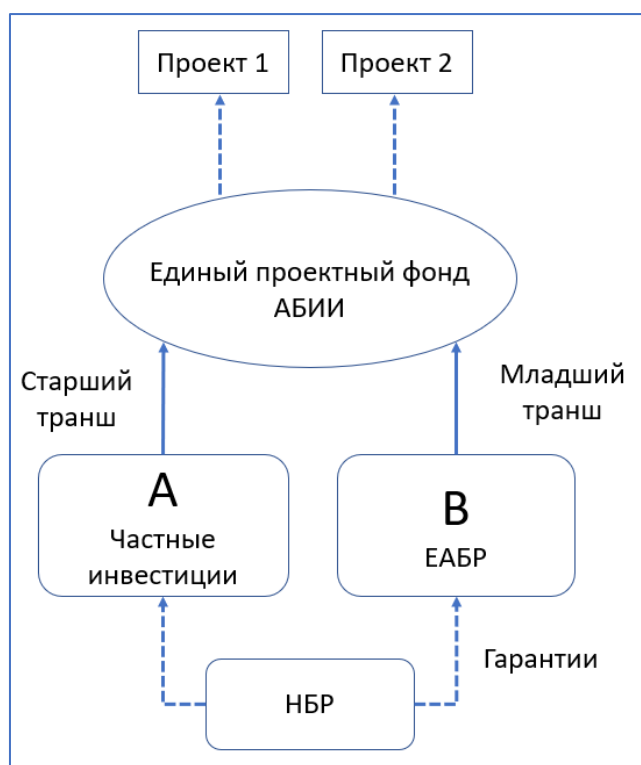 Проект 1
Проект 2
Единый проектный фонд
АБИИ
Старший
транш
Младший
транш
A
Частные
инвестиции
B
ЕАБР
Гарантии
НБР